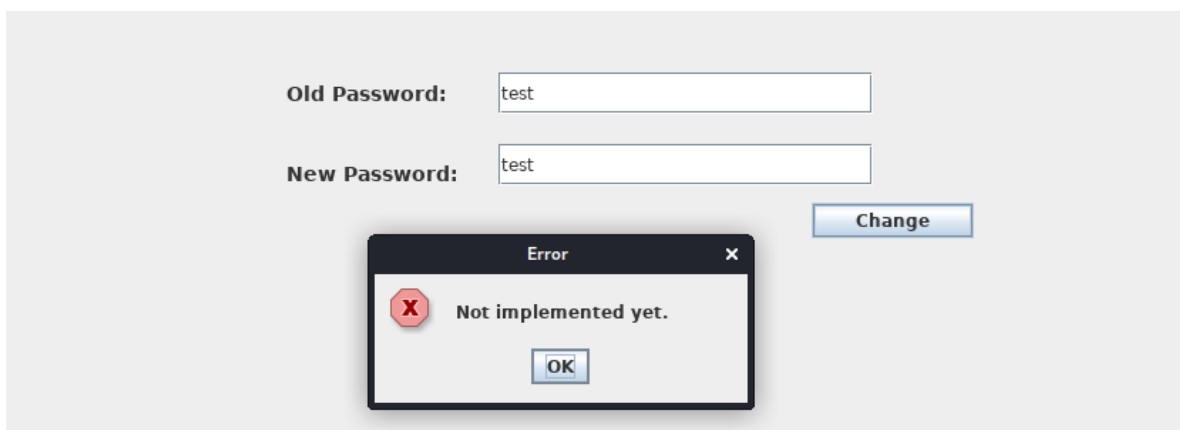 Old Password: test
New Password: test
Change
Error x
X Not implemented yet.
OK